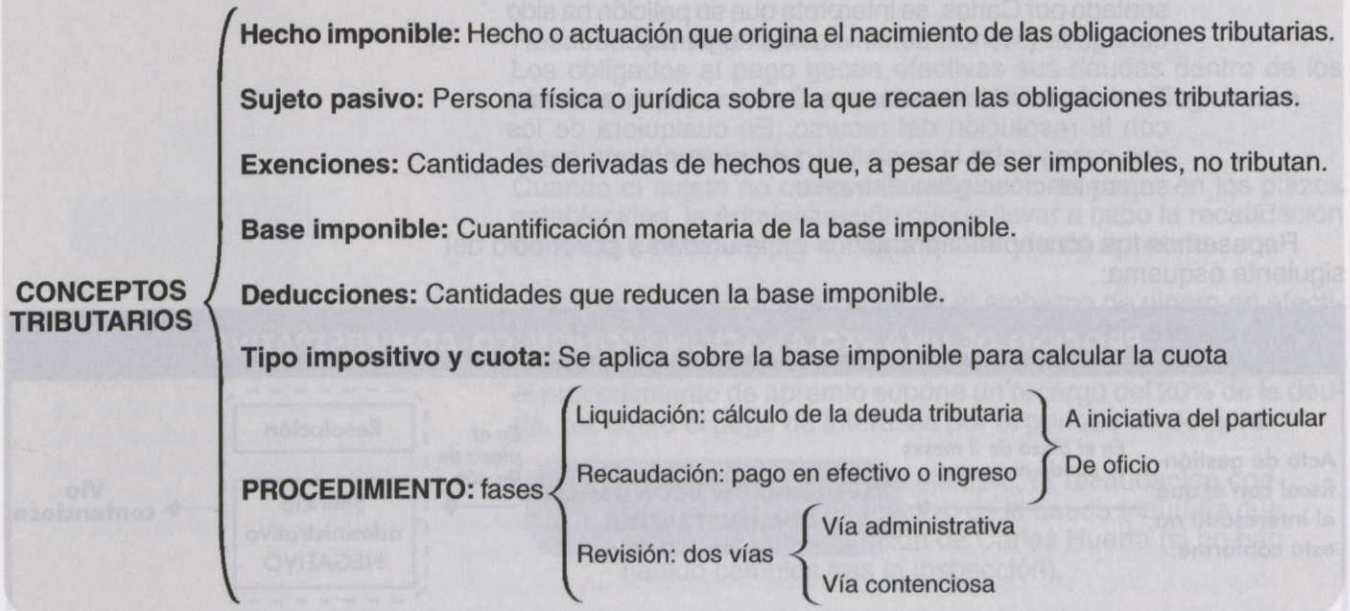 Hecho imponible: Hecho o actuación que origina el nacimiento de las obligaciones tributarias.
Sujeto pasivo: Persona física o jurídica sobre la que recaen las obligaciones tributarias.
Exenciones: Cantidades derivadas de hechos que, a pesar de ser imponibles, no tributan.
Base imponible: Cuantificación monetaria de la base imponible.
Deducciones: Cantidades que reducen la base imponible.
CONCEPTOS
TRIBUTARIOS
Tipo impositivo y cuota: Se aplica sobre la base imponible para calcular la cuota
PROCEDIMIENTO: fases
Liquidación: cálculo de la deuda tributaria
Recaudación: pago en efectivo o ingreso
A iniciativa del particular
De oficio
Revisión: dos vías
Vía administrativa
Vía contenciosa